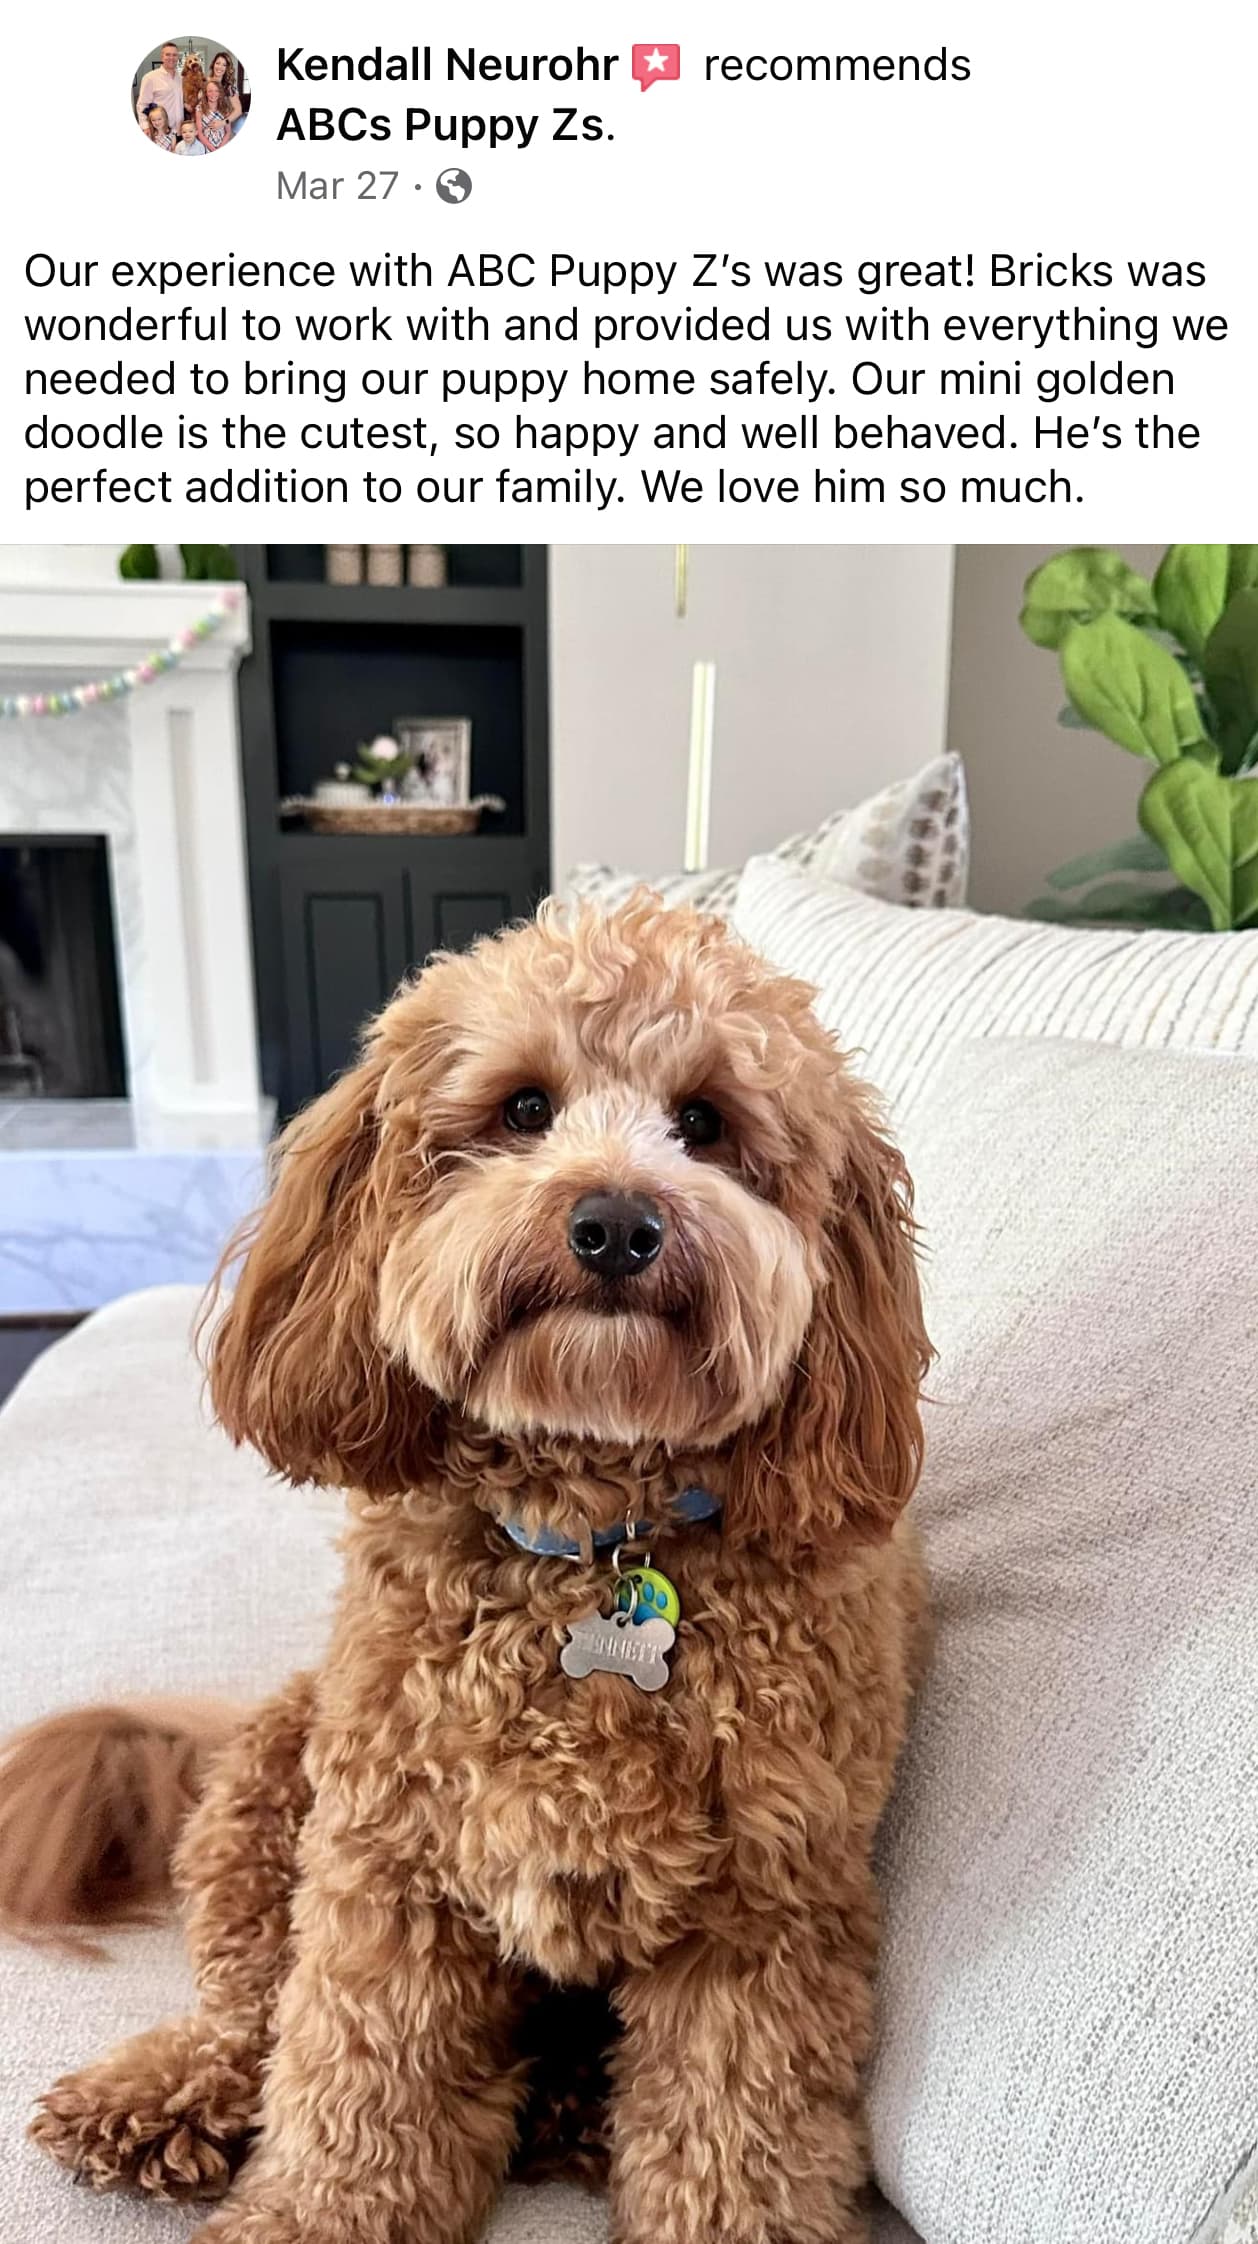 Kendall Neurohr recommends
ABCs Puppy Zs.
Mar 27 ·
Our experience with ABC Puppy Z's was great! Bricks was
wonderful to work with and provided us with everything we
needed to bring our puppy home safely. Our mini golden
doodle is the cutest, so happy and well behaved. He's the
perfect addition to our family. We love him so much.